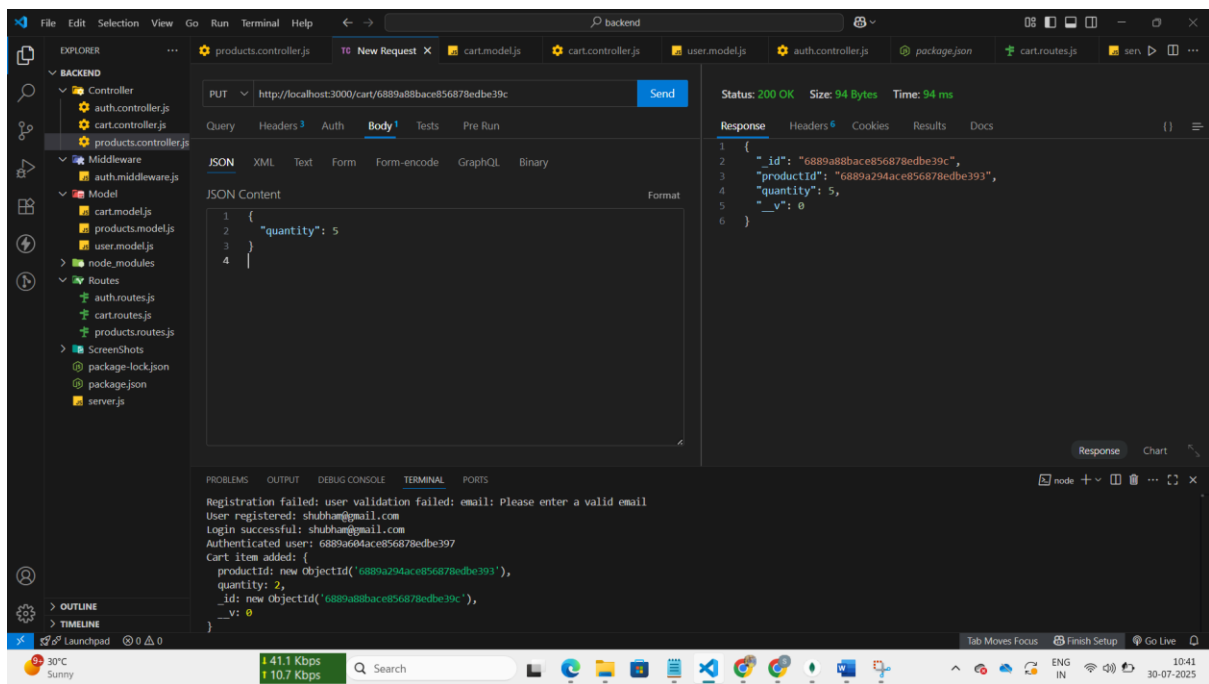 File Edit Selection View Go Run Terminal Help
backend
EXPLORER
products.controller.js
TC New Request
cart.model.js
cart.controller.js
user.model.js
auth.controller.js
package.json
cart.routes.js
BACKEND
Controller
auth.controller.js
cart.controller.js
products.controller.js
Middleware
auth.middleware.js
Model
cart.model.js
products.model.js
user.model.js
node_modules
Routes
auth.routes.js
cart.routes.js
products.routes.js
ScreenShots
package-lock.json
package.json
server.js
OUTLINE
TIMELINE
PUT http://localhost:3000/cart/6889a88bace856878edbe39c Send
Query Headers 3 Auth Body 1 Tests Pre Run
JSON XML Text Form Form-encode GraphQL Binary
JSON Content Format
1 {
2 "quantity": 5
3 }
4
Status: 200 OK Size: 94 Bytes Time: 94 ms
Response Headers 6 Cookies Results Docs {}
1 {
2 "_id": "6889a88bace856878edbe39c",
3 "productId": "6889a294ace856878edbe393",
4 "quantity": 5,
5 "__v": 0
6 }
Response Chart
PROBLEMS OUTPUT DEBUG CONSOLE TERMINAL PORTS
node
Registration failed: user validation failed: email: Please enter a valid email
User registered: shubham@gmail.com
Login successful: shubham@gmail.com
Authenticated user: 6889a604ace856878edbe397
Cart item added: {
productId: new ObjectId('6889a294ace856878edbe393'),
quantity: 2,
_id: new ObjectId('6889a88bace856878edbe39c'),
__v: 0
}
Launchpad 0 0
Tab Moves Focus Finish Setup Go Live
9+ 30°C
Sunny
41.1 Kbps
10.7 Kbps
Search
ENG
IN
10:41
30-07-2025